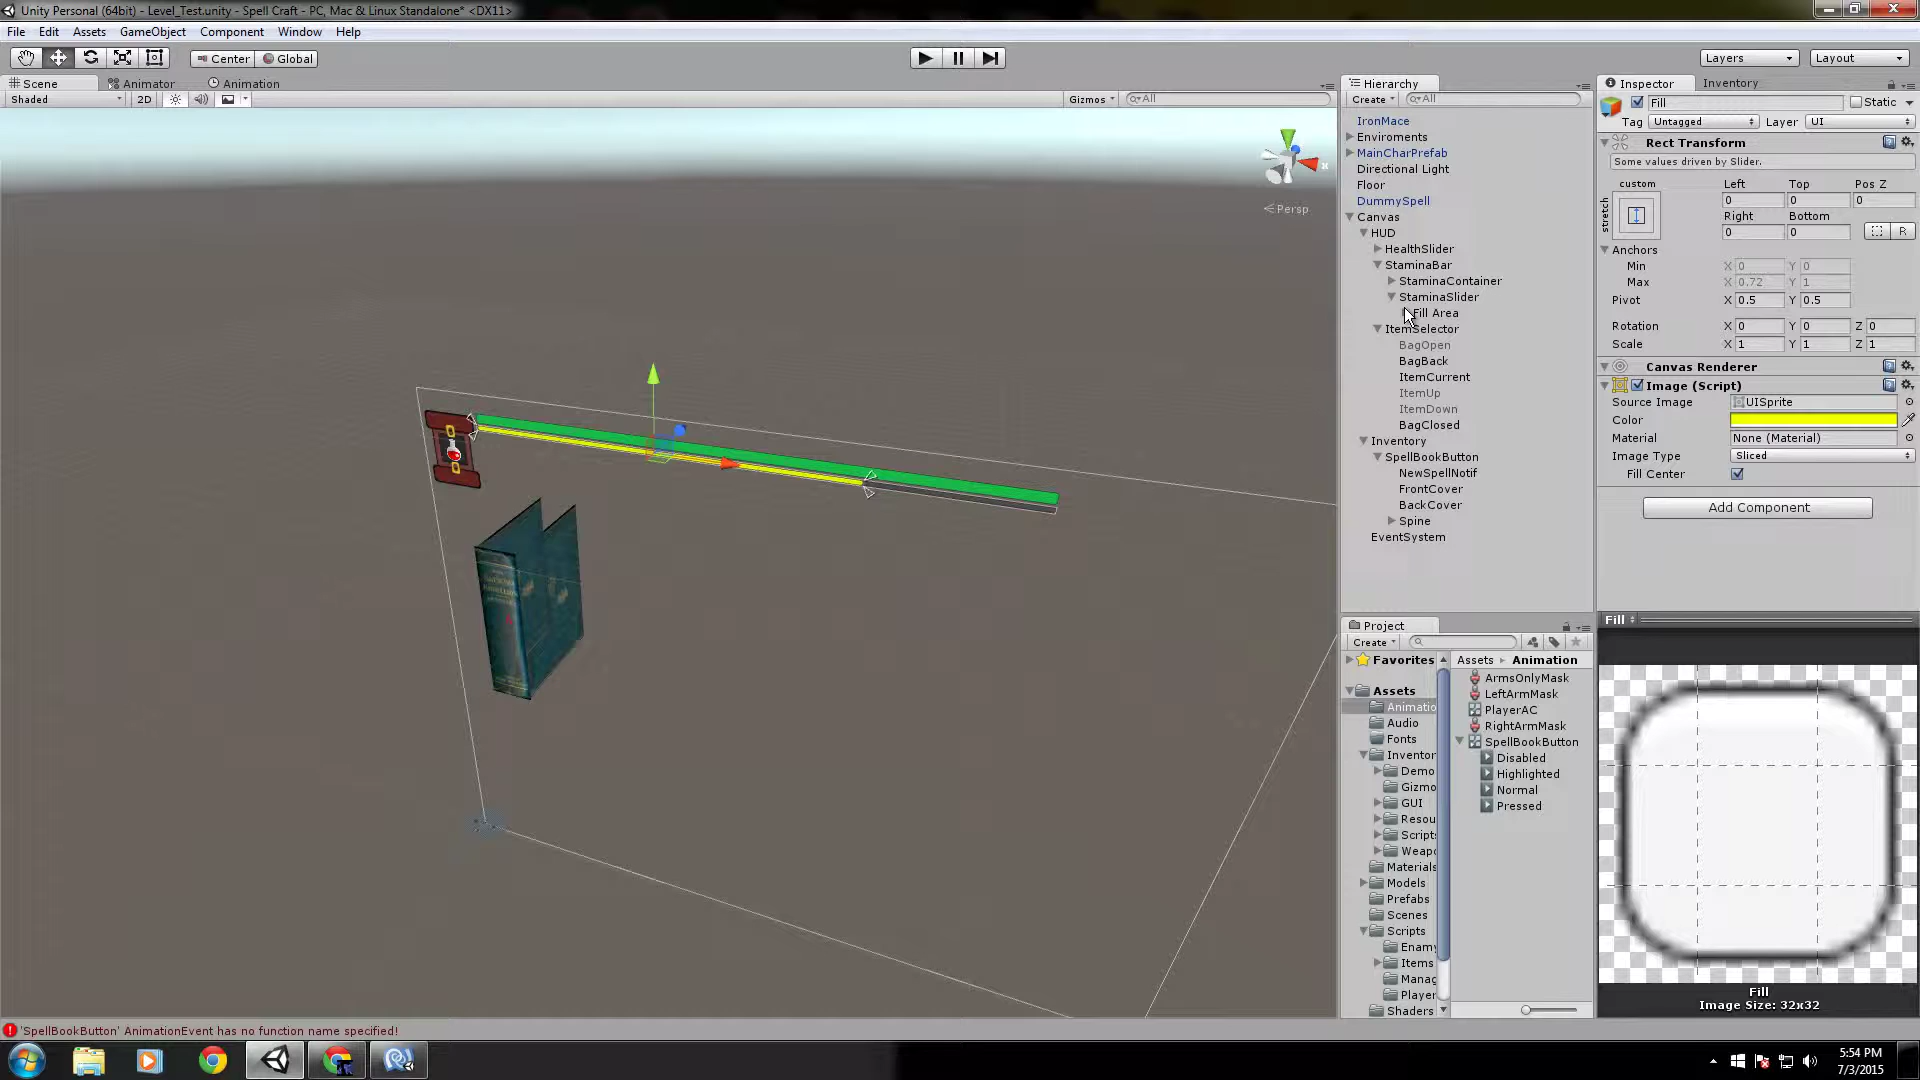 Unity Personal (64bit) - Level_Test.unity - Spell Craft - PC, Mac & Linux Standalone* <DX11>
File Edit Assets GameObject Component Window Help
Center Global
Layers Layout
Scene Animator Animation
Shaded 2D Gizmos All
Persp
Hierarchy
Create All
IronMace
Enviroments
MainCharPrefab
Directional Light
Floor
DummySpell
Canvas
HUD
HealthSlider
StaminaBar
StaminaContainer
StaminaSlider
Fill Area
ItemSelector
BagOpen
BagBack
ItemCurrent
ItemUp
ItemDown
BagClosed
Inventory
SpellBookButton
NewSpellNotif
FrontCover
BackCover
Spine
EventSystem
Project
Create
Favorites
Assets
Animatio
Audio
Fonts
Inventor
Demo
Gizmo
GUI
Resou
Scripts
Weapo
Materials
Models
Prefabs
Scenes
Scripts
Enamy
Items
Manag
Player
Shaders
Assets Animation
ArmsOnlyMask
LeftArmMask
PlayerAC
RightArmMask
SpellBookButton
Disabled
Highlighted
Normal
Pressed
Inspector Inventory
Fill Static
Tag Untagged Layer UI
Rect Transform
Some values driven by Slider.
custom Left Top Pos Z
stretch 0 0 0
Right Bottom
0 0 R
Anchors
Min X 0 Y 0
Max X 0.72 Y 1
Pivot X 0.5 Y 0.5
Rotation X 0 Y 0 Z 0
Scale X 1 Y 1 Z 1
Canvas Renderer
Image (Script)
Source Image UISprite
Color
Material None (Material)
Image Type Sliced
Fill Center
Add Component
Fill
Fill
Image Size: 32x32
'SpellBookButton' AnimationEvent has no function name specified!
5:54 PM
7/3/2015